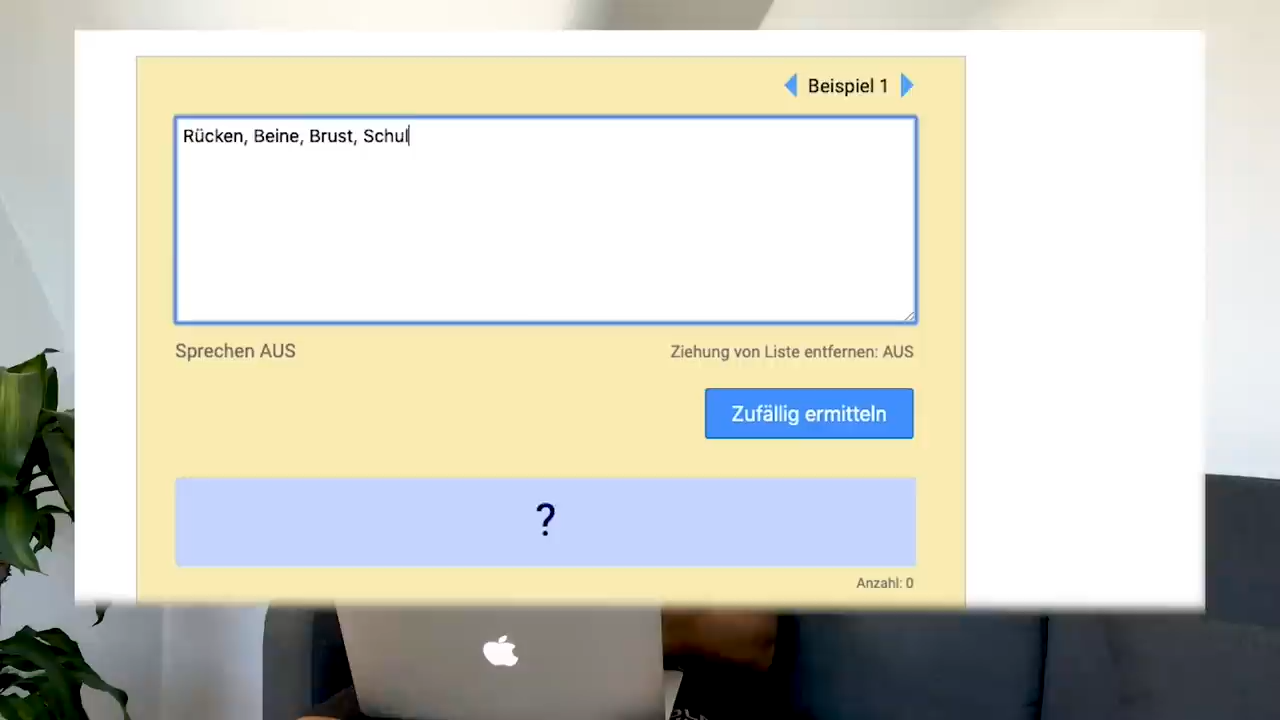 Beispiel 1
Rücken, Beine, Brust, Schul
Sprechen AUS
Ziehung von Liste entfernen: AUS
Zufällig ermitteln
?
Anzahl: 0